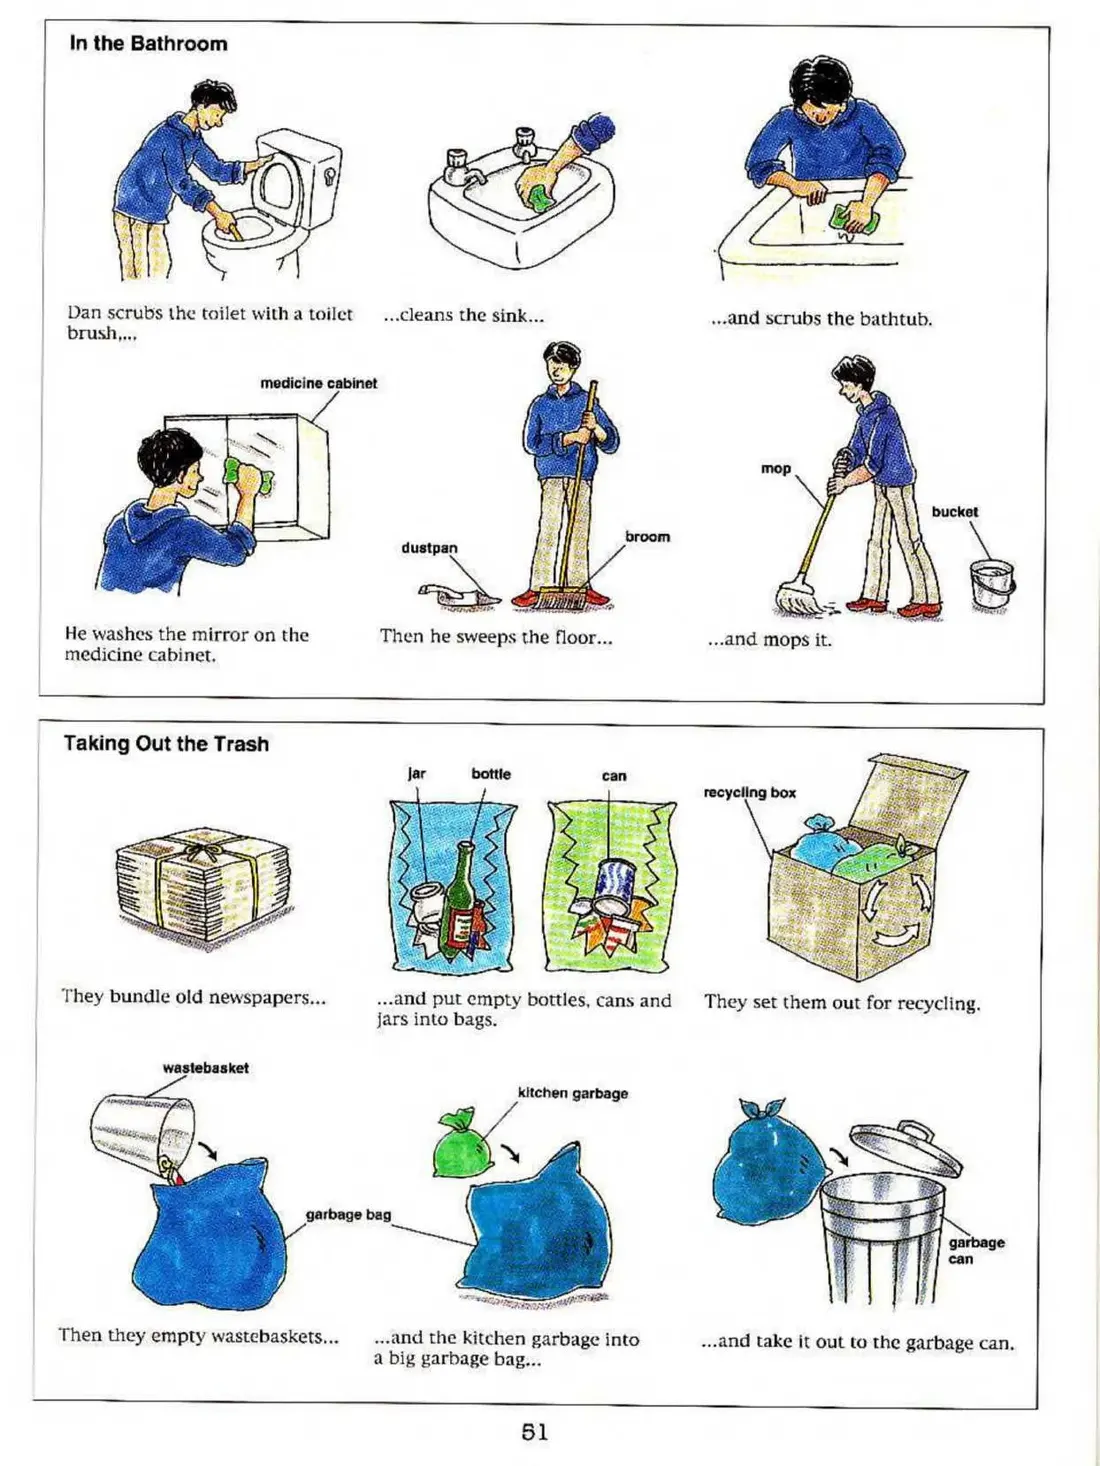 In the Bathroom
Dan scrubs the toilet with a toilet
brush,...
...cleans the sink...
...and scrubs the bathtub.
medicine cabinet
He washes the mirror on the
medicine cabinet.
dustpan
broom
Then he sweeps the floor...
mop
bucket
...and mops it.
Taking Out the Trash
They bundle old newspapers...
jar
bottle
can
...and put empty bottles, cans and
jars into bags.
recycling box
They set them out for recycling.
wastebasket
Then they empty wastebaskets...
kitchen garbage
garbage bag
...and the kitchen garbage into
a big garbage bag...
garbage
can
...and take it out to the garbage can.
51